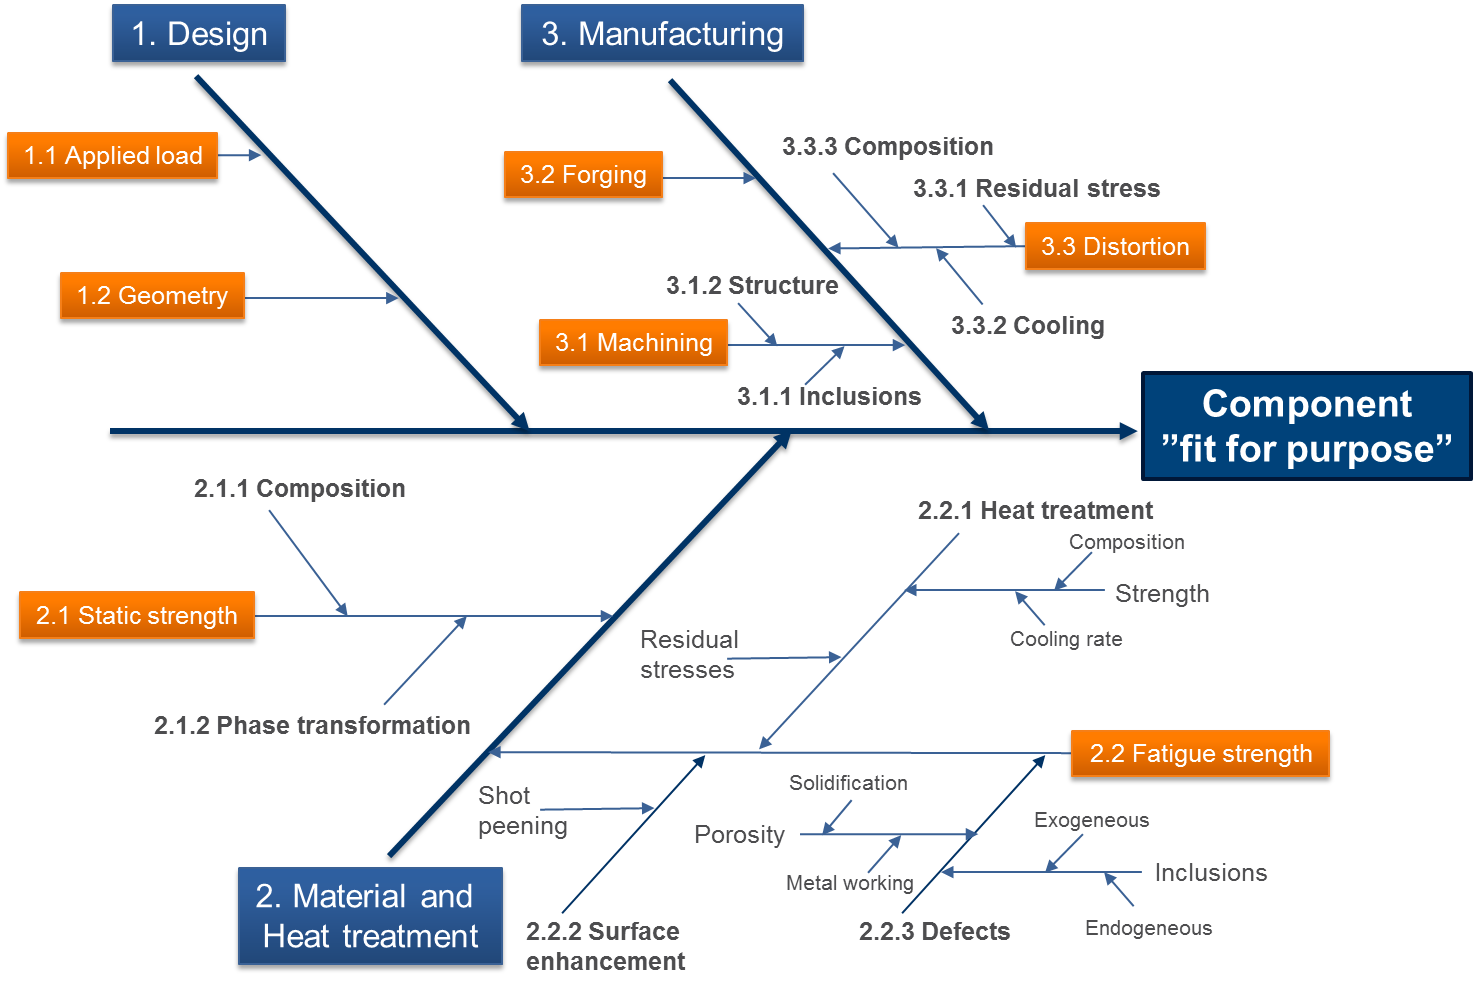 1. Design
3. Manufacturing
1.1 Applied load
3.2 Forging
3.3.3 Composition
3.3.1 Residual stress
3.3 Distortion
1.2 Geometry
3.1.2 Structure
3.3.2 Cooling
3.1 Machining
3.1.1 Inclusions
Component
”fit for purpose”
2.1.1 Composition
2.2.1 Heat treatment
Composition
Strength
Cooling rate
2.1 Static strength
Residual
stresses
2.1.2 Phase transformation
2.2 Fatigue strength
Shot
peening
Solidification
Porosity
Metal working
Exogeneous
Inclusions
Endogeneous
2. Material and
Heat treatment
2.2.2 Surface
enhancement
2.2.3 Defects